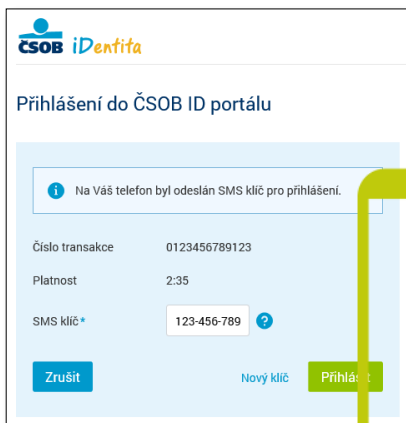 ČSOB iDentita
Přihlášení do ČSOB ID portálu
i Na Váš telefon byl odeslán SMS klíč pro přihlášení.
Číslo transakce 0123456789123
Platnost 2:35
SMS klíč* 123-456-789 ?
Zrušit Nový klíč Přihlásit